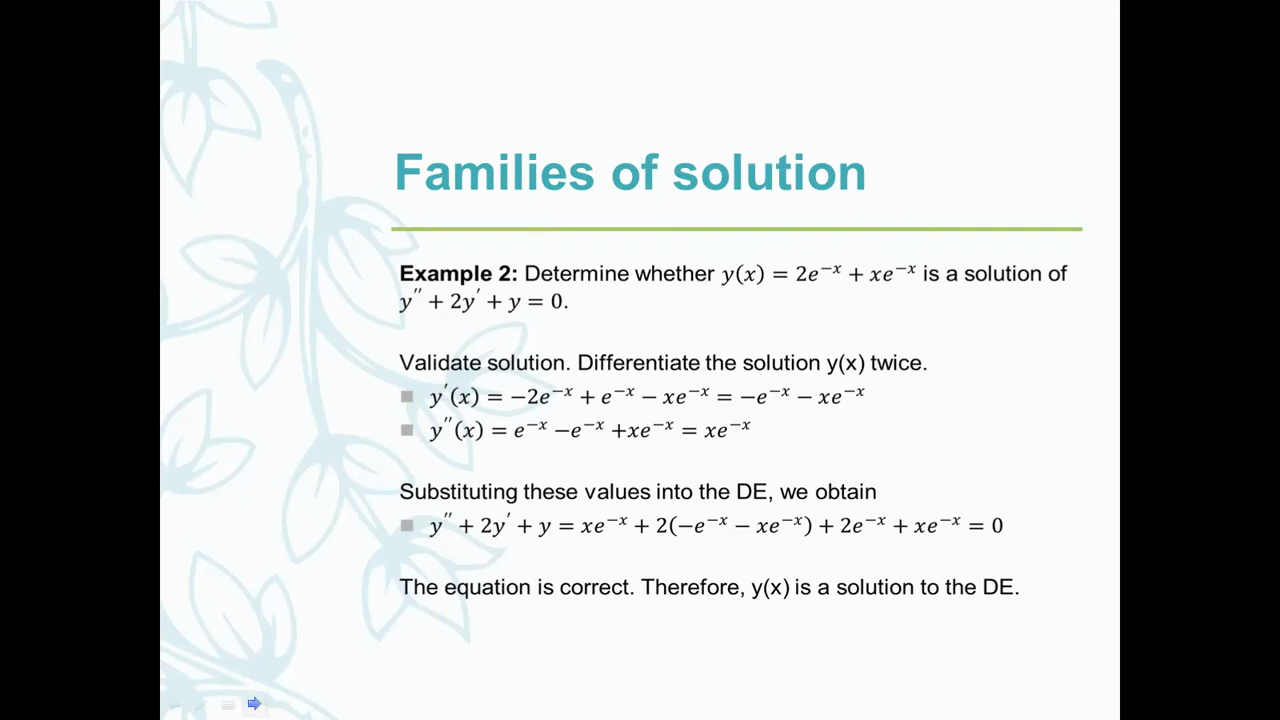 Families of solution
Example 2: Determine whether y(x) = 2e⁻ˣ + xe⁻ˣ is a solution of
y″ + 2y′ + y = 0.
Validate solution. Differentiate the solution y(x) twice.
y′(x) = −2e⁻ˣ + e⁻ˣ − xe⁻ˣ = −e⁻ˣ − xe⁻ˣ
y″(x) = e⁻ˣ −e⁻ˣ +xe⁻ˣ = xe⁻ˣ
Substituting these values into the DE, we obtain
y″ + 2y′ + y = xe⁻ˣ + 2(−e⁻ˣ − xe⁻ˣ) + 2e⁻ˣ + xe⁻ˣ = 0
The equation is correct. Therefore, y(x) is a solution to the DE.